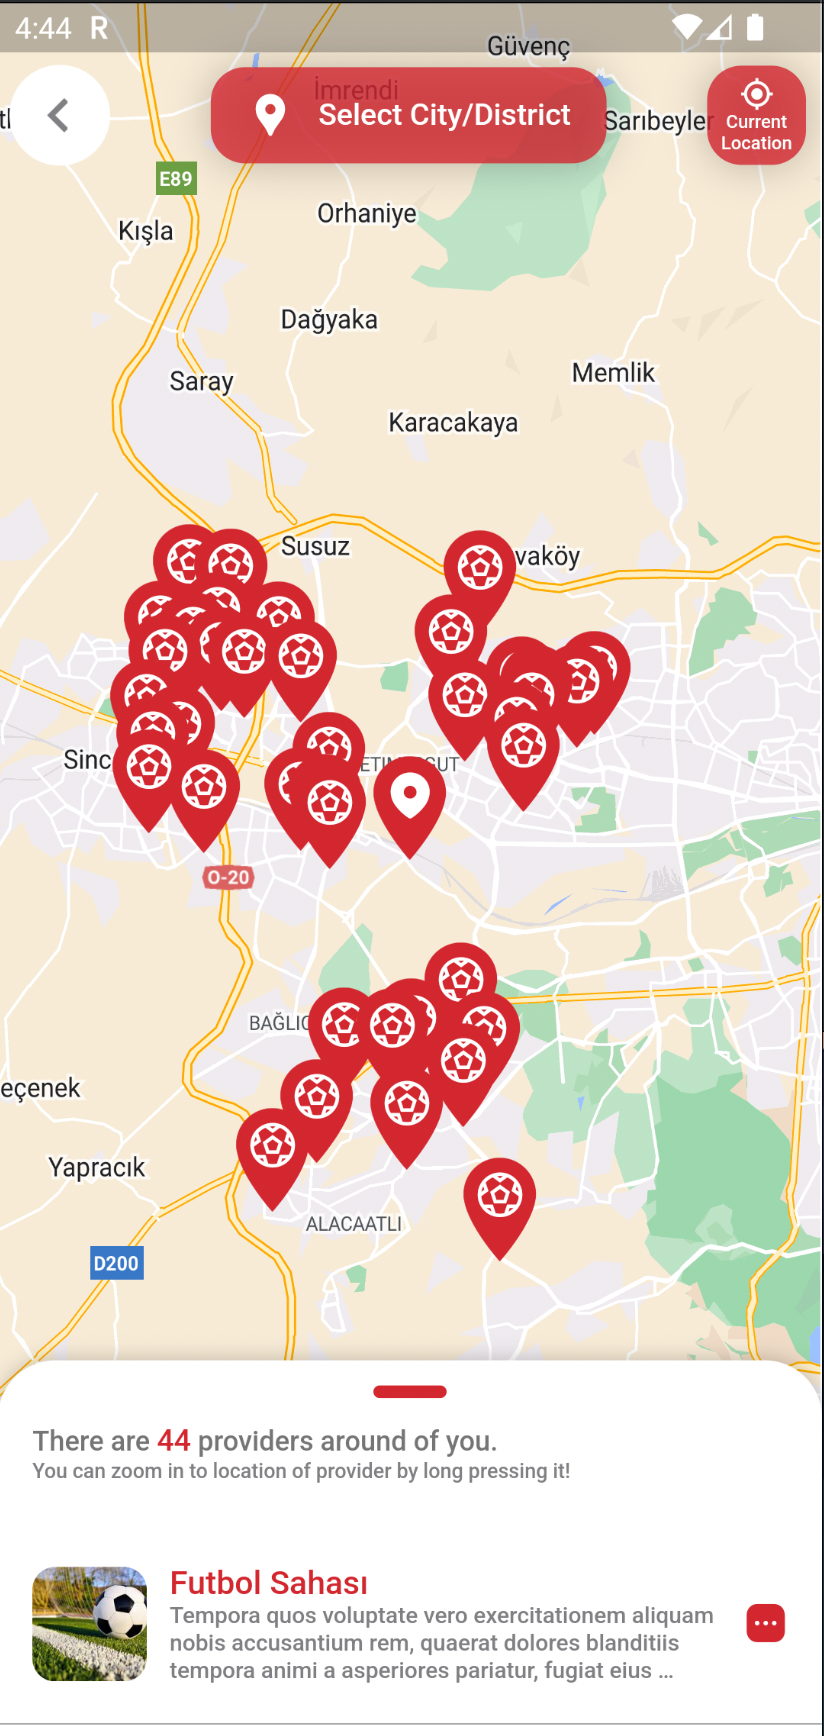 4:44 R
Güvenç
İmrendi
Select City/District
Sarıbeyler
Current
Location
E89
Orhaniye
Kışla
Dağyaka
Memlik
Saray
Karacakaya
Susuz
vaköy
Sinc
ETIM
GUT
O-20
BAĞLIC
eçenek
Yapracık
ALACAATLI
D200
There are 44 providers around of you.
You can zoom in to location of provider by long pressing it!
Futbol Sahası
Tempora quos voluptate vero exercitationem aliquam
nobis accusantium rem, quaerat dolores blanditiis
tempora animi a asperiores pariatur, fugiat eius ...